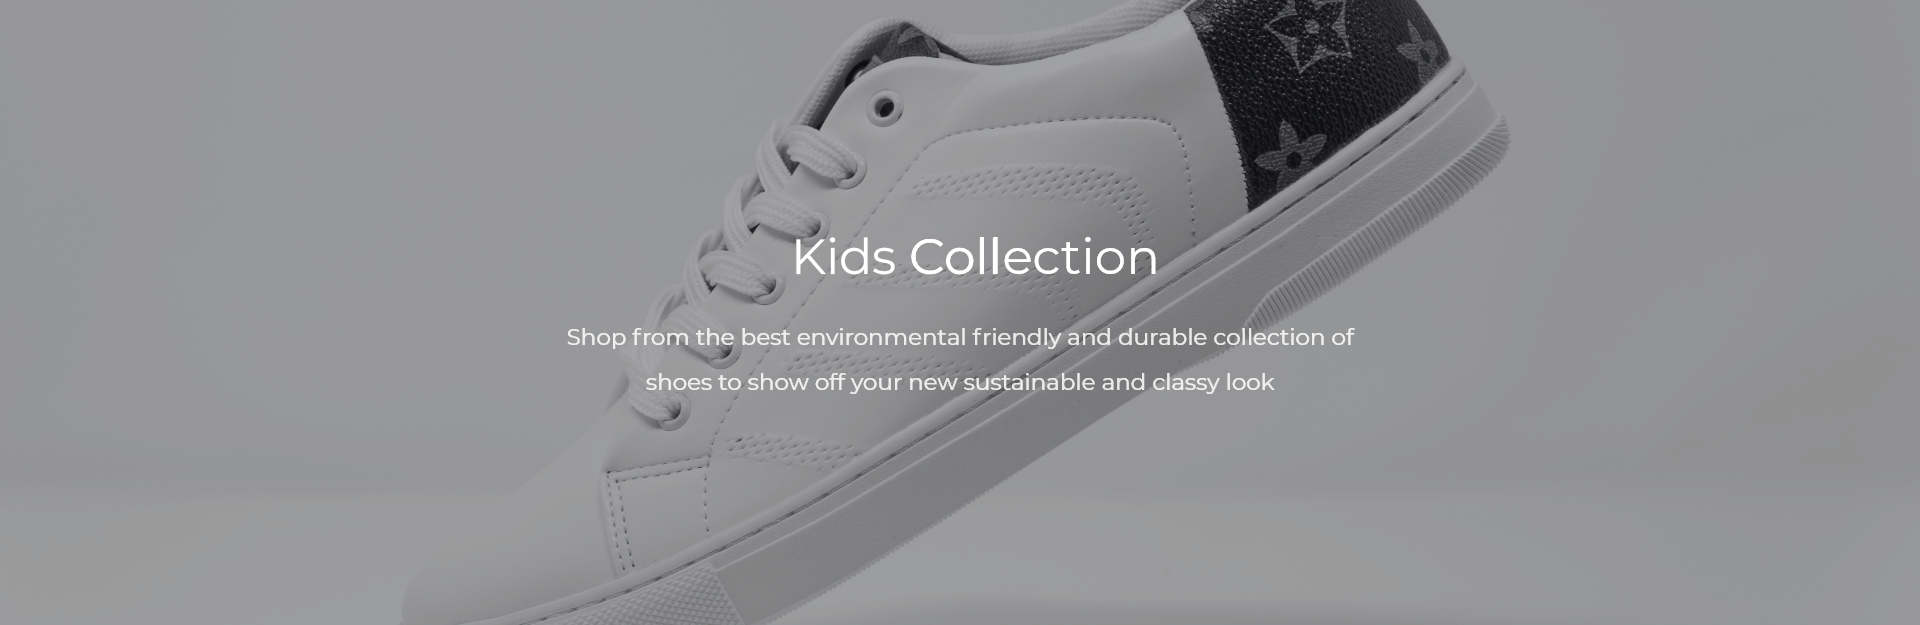 Kids Collection
Shop from the best environmental friendly and durable collection of
shoes to show off your new sustainable and classy look